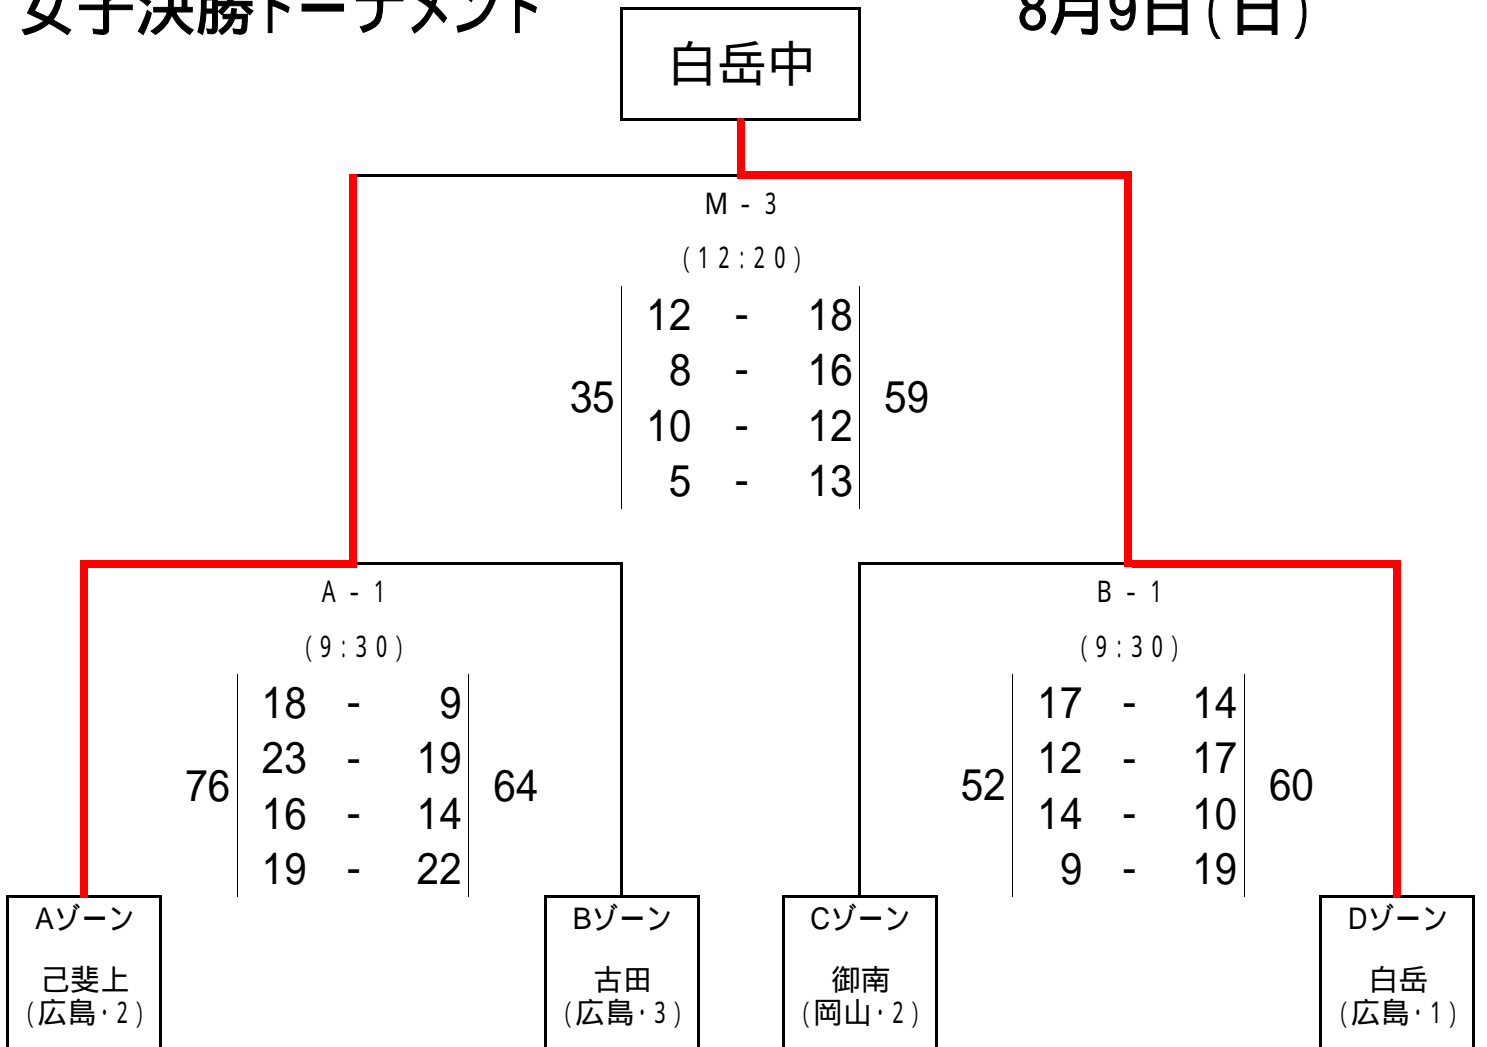 女子決勝トーナメント 8月9日(日)
白岳中
M - 3
(12:20)
12 - 18
8 - 16
35 59
10 - 12
5 - 13
A - 1 B - 1
(9:30) (9:30)
18 - 9 17 - 14
23 - 19 12 - 17
76 64 52 60
16 - 14 14 - 10
19 - 22 9 - 19
Aゾーン Bゾーン Cゾーン Dゾーン
己斐上 古田 御南 白岳
(広島・2) (広島・3) (岡山・2) (広島・1)